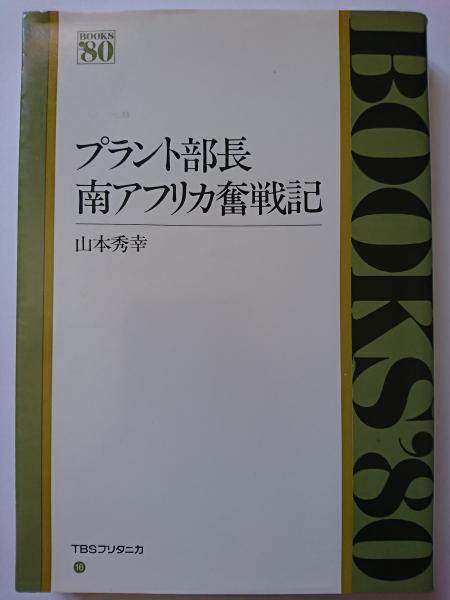 BOOKS
'80
プラント部長
南アフリカ奮戦記
山本秀幸
TBSブリタニカ
16
BOOKS'80